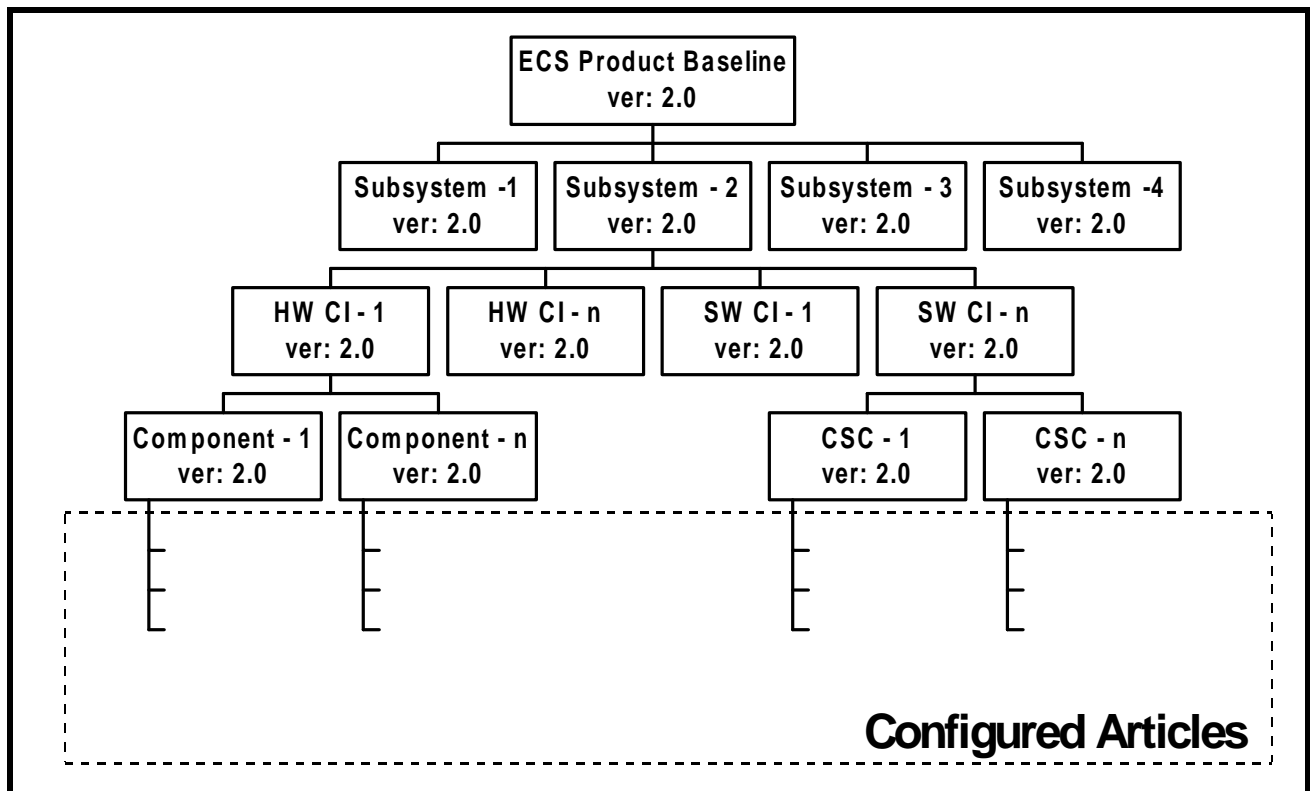 ECS Product Baseline
ver: 2.0
Subsystem -1
ver: 2.0
Subsystem - 2
ver: 2.0
Subsystem - 3
ver: 2.0
Subsystem -4
ver: 2.0
HW CI - 1
ver: 2.0
HW CI - n
ver: 2.0
SW CI - 1
ver: 2.0
SW CI - n
ver: 2.0
Component - 1
ver: 2.0
Component - n
ver: 2.0
CSC - 1
ver: 2.0
CSC - n
ver: 2.0
Configured Articles